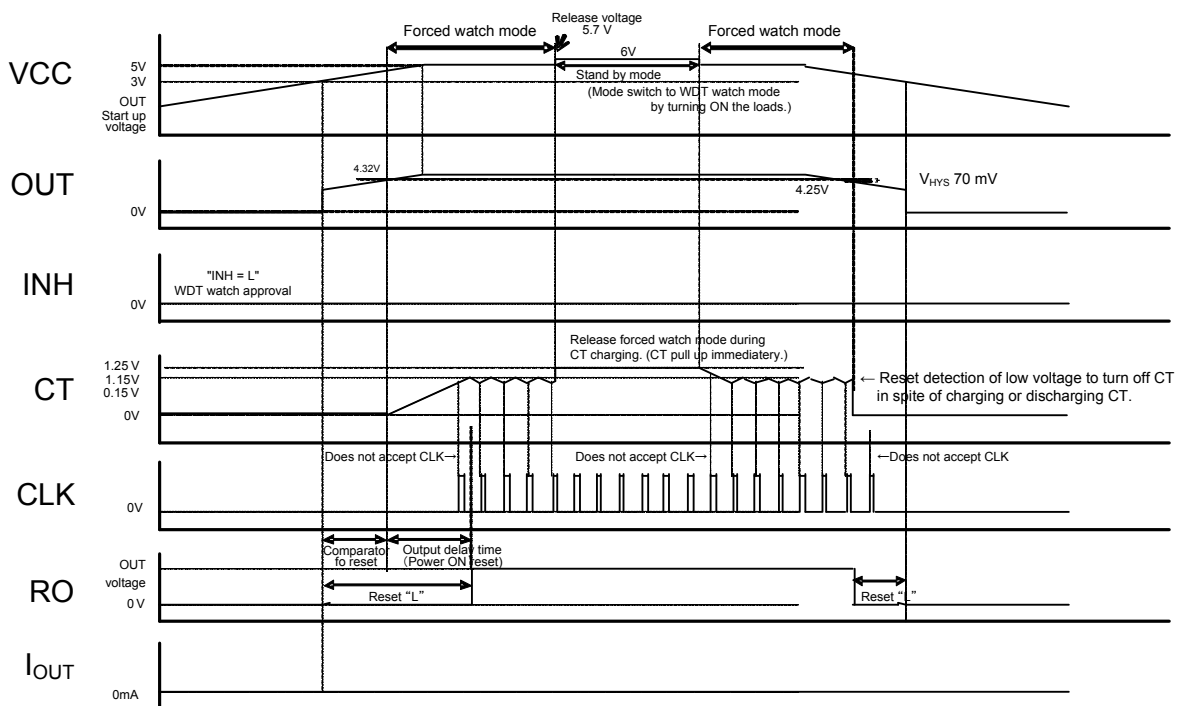 Release voltage
5.7 V
Forced watch mode
Forced watch mode
6V
VCC
5V
3V
OUT
Start up
voltage
Stand by mode
(Mode switch to WDT watch mode
by turning ON the loads.)
OUT
4.32V
4.25V
VHYS 70 mV
0V
INH
"INH = L"
WDT watch approval
0V
CT
Release forced watch mode during
CT charging. (CT pull up immediatery.)
1.25 V
1.15 V
0.15 V
0V
← Reset detection of low voltage to turn off CT
in spite of charging or discharging CT.
Does not accept CLK→
Does not accept CLK→
←Does not accept CLK
CLK
0V
Comparator
fo reset
Output delay time
(Power ON reset)
RO
OUT
voltage
0 V
Reset “L”
Reset “L”
IOUT
0mA